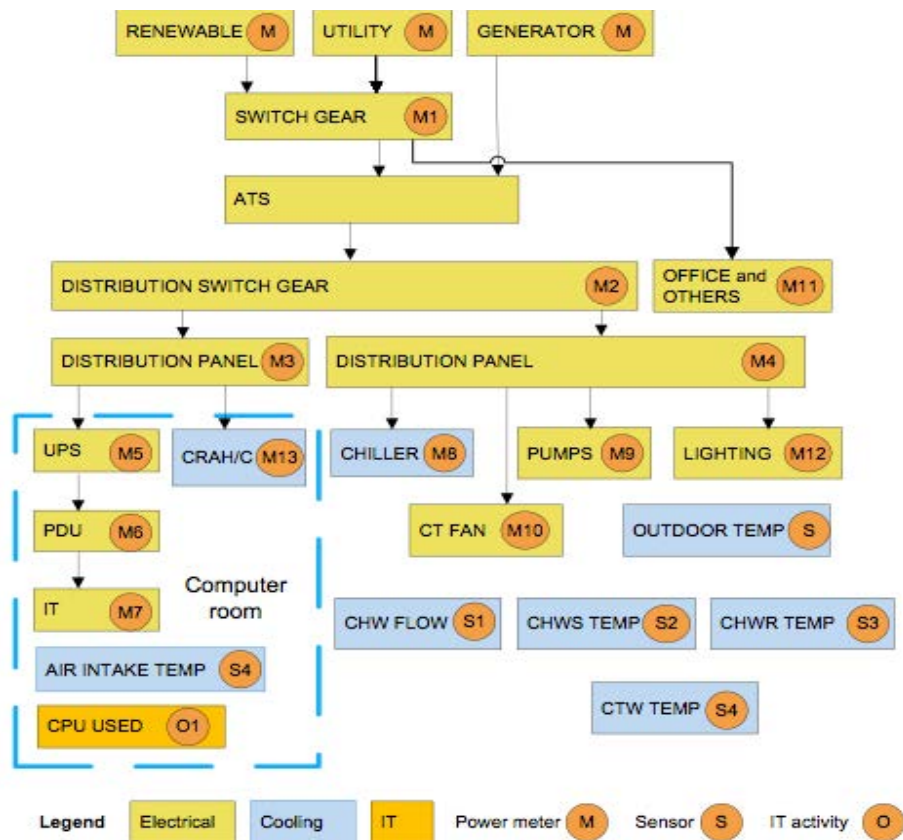 RENEWABLE M UTILITY M GENERATOR M
SWITCH GEAR M1
ATS
DISTRIBUTION SWITCH GEAR M2
OFFICE and
OTHERS M11
DISTRIBUTION PANEL M3
DISTRIBUTION PANEL M4
UPS M5
CRAH/C M13
CHILLER M8
PUMPS M9
LIGHTING M12
PDU M6
CT FAN M10
OUTDOOR TEMP S
Computer
room
IT M7
CHW FLOW S1
CHWS TEMP S2
CHWR TEMP S3
AIR INTAKE TEMP S4
CTW TEMP S4
CPU USED O1
Legend Electrical Cooling IT Power meter M Sensor S IT activity O